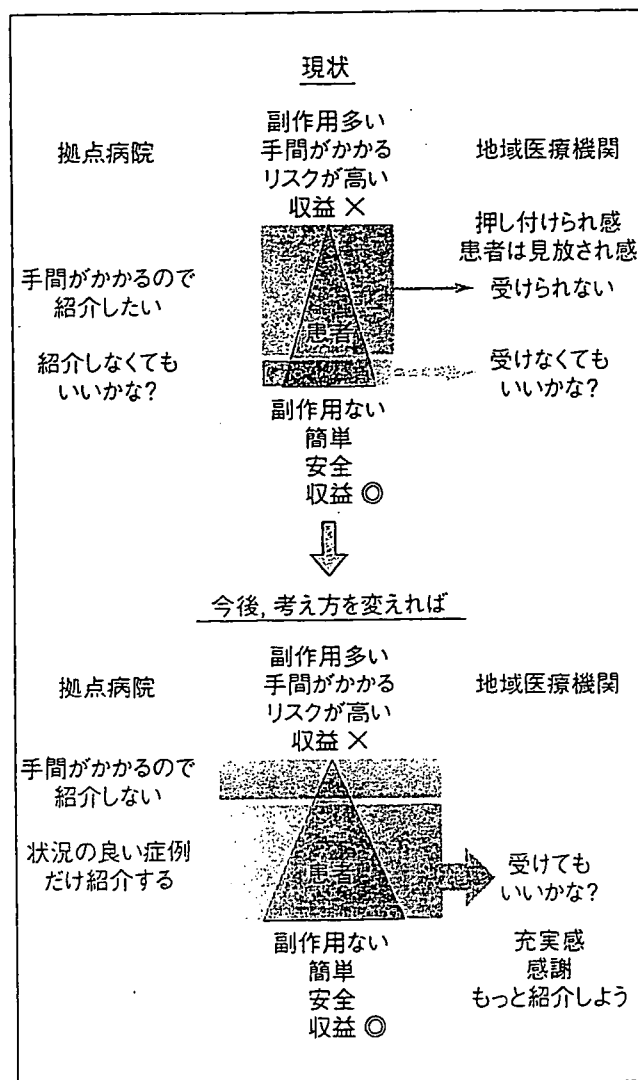 現状
拠点病院
副作用多い
手間がかかる
リスクが高い
収益 ×
地域医療機関
押し付けられ感
患者は見放され感
手間がかかるので
紹介したい
患者
受けられない
紹介しなくても
いいかな?
受けなくても
いいかな?
副作用ない
簡単
安全
収益 ◎
今後, 考え方を変えれば
拠点病院
副作用多い
手間がかかる
リスクが高い
収益 ×
地域医療機関
手間がかかるので
紹介しない
状況の良い症例
だけ紹介する
患者
受けても
いいかな?
副作用ない
簡単
安全
収益 ◎
充実感
感謝
もっと紹介しよう